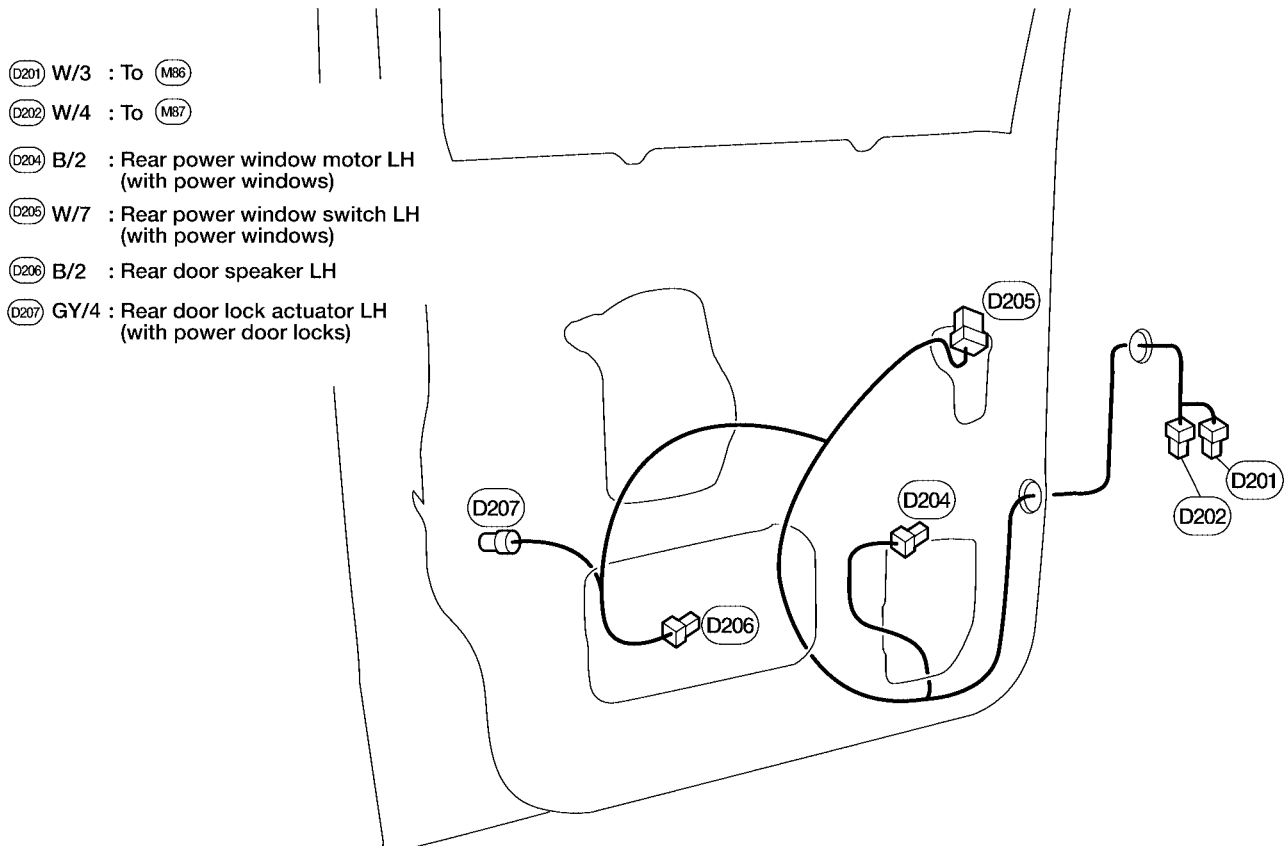 D201 W/3 : To M86
D202 W/4 : To M87
D204 B/2 : Rear power window motor LH
(with power windows)
D205 W/7 : Rear power window switch LH
(with power windows)
D206 B/2 : Rear door speaker LH
D207 GY/4 : Rear door lock actuator LH
(with power door locks)
D205
D201
D202
D204
D207
D206